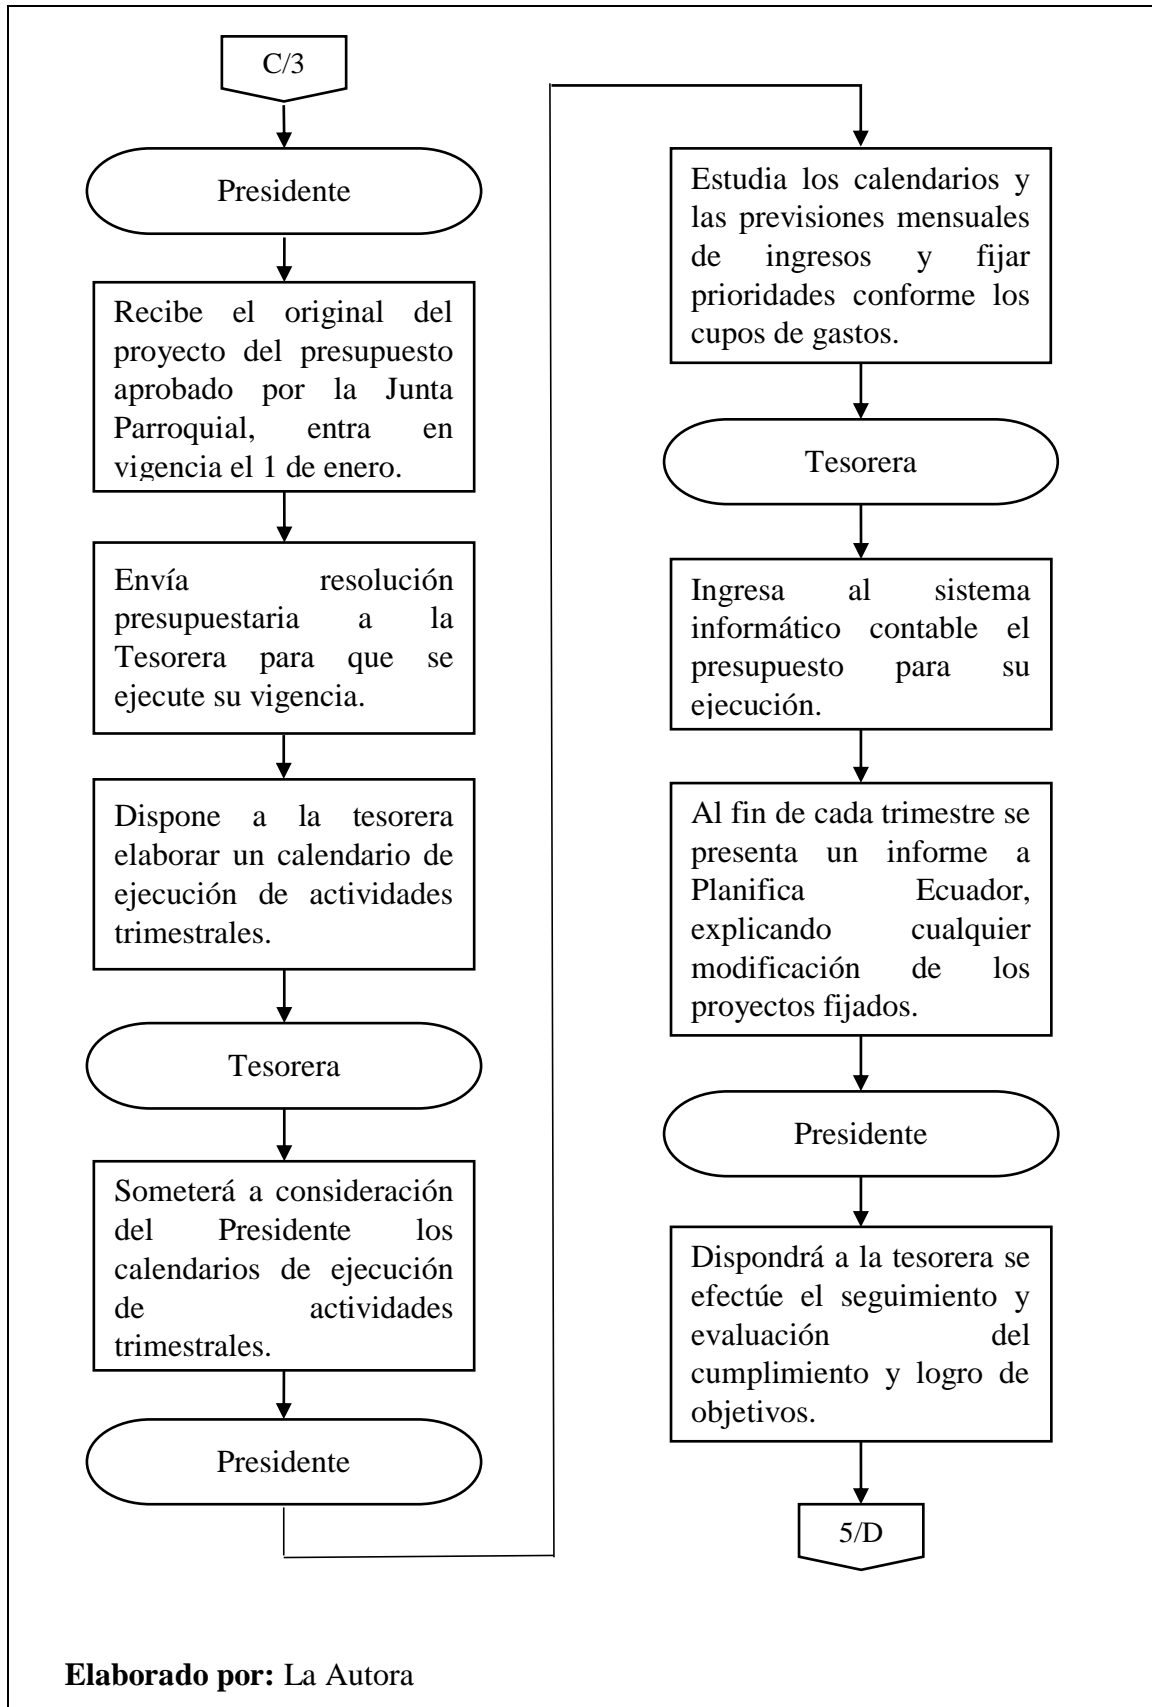 C/3
Presidente
Recibe el original del
proyecto del presupuesto
aprobado por la Junta
Parroquial, entra en
vigencia el 1 de enero.
Envía resolución
presupuestaria a la
Tesorera para que se
ejecute su vigencia.
Dispone a la tesorera
elaborar un calendario de
ejecución de actividades
trimestrales.
Tesorera
Someterá a consideración
del Presidente los
calendarios de ejecución
de actividades
trimestrales.
Presidente
Estudia los calendarios y
las previsiones mensuales
de ingresos y fijar
prioridades conforme los
cupos de gastos.
Tesorera
Ingresa al sistema
informático contable el
presupuesto para su
ejecución.
Al fin de cada trimestre se
presenta un informe a
Planifica Ecuador,
explicando cualquier
modificación de los
proyectos fijados.
Presidente
Dispondrá a la tesorera se
efectúe el seguimiento y
evaluación del
cumplimiento y logro de
objetivos.
5/D
Elaborado por: La Autora